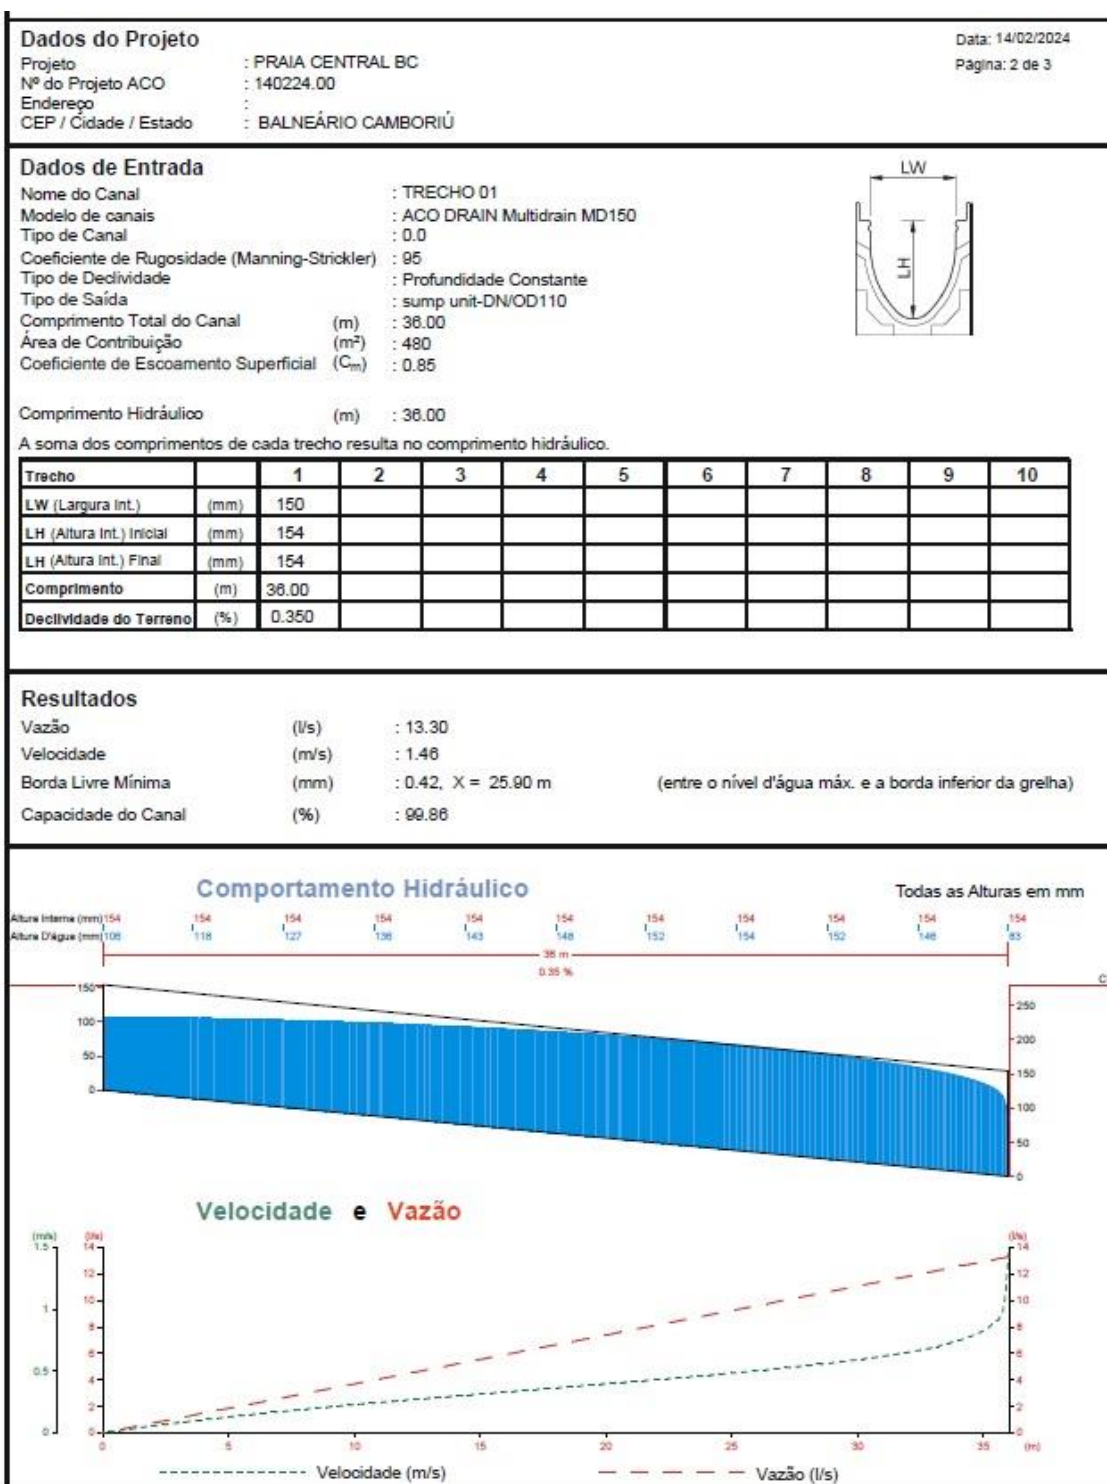 Dados do Projeto
Data: 14/02/2024
Projeto : PRAIA CENTRAL BC
Página: 2 de 3
Nº do Projeto ACO : 140224.00
Endereço :
CEP / Cidade / Estado : BALNEÁRIO CAMBORIÚ
Dados de Entrada
LW
Nome do Canal : TRECHO 01
Modelo de canais : ACO DRAIN Multidrain MD150
Tipo de Canal : 0.0
Coeficiente de Rugosidade (Manning-Strickler) : 95
LH
Tipo de Declividade : Profundidade Constante
Tipo de Saída : sump unit-DN/OD110
Comprimento Total do Canal (m) : 36.00
Área de Contribuição (m²) : 480
Coeficiente de Escoamento Superficial (Cm) : 0.85
Comprimento Hidráulico (m) : 36.00
A soma dos comprimentos de cada trecho resulta no comprimento hidráulico.
Trecho 1 2 3 4 5 6 7 8 9 10
LW (Largura Int.) (mm) 150
LH (Altura Int.) Inicial (mm) 154
LH (Altura Int.) Final (mm) 154
Comprimento (m) 36.00
Declividade do Terreno (%) 0.350
Resultados
Vazão (l/s) : 13.30
Velocidade (m/s) : 1.46
Borda Livre Mínima (mm) : 0.42, X = 25.90 m (entre o nível d'água máx. e a borda inferior da grelha)
Capacidade do Canal (%) : 99.86
Comportamento Hidráulico
Todas as Alturas em mm
Altura Interna (mm) 154 154 154 154 154 154 154 154 154 154 154
Altura D'água (mm) 106 118 127 136 143 148 152 154 152 146 83
36 m
0.35 %
C
150
250
100
200
50
150
0
100
50
0
Velocidade e Vazão
(m/s) (l/s) (l/s)
1.5 14 14
12 12
1 10 10
8 8
0.5 6 6
4 4
2 2
0 0 0
0 5 10 15 20 25 30 35 (m)
Velocidade (m/s) Vazão (l/s)